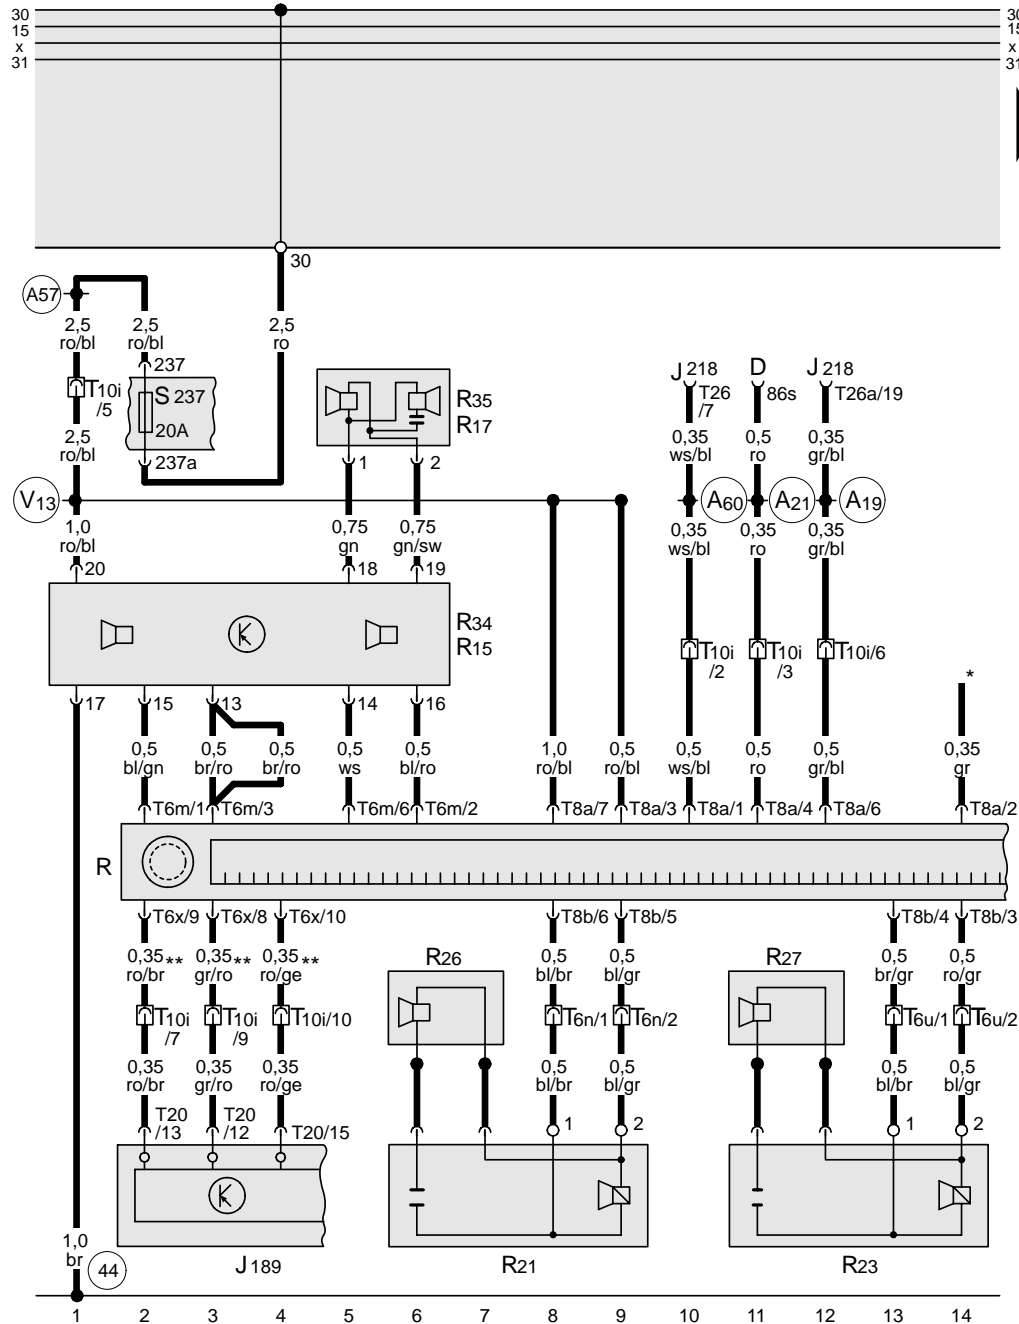 30 30
15 15
x x
31 31
30
A57
2,5 2,5 2,5
ro/bl ro/bl ro
237
T10i
/5
S 237
20A
237a
2,5
ro/bl
R35
R17
1 2
J 218 D J 218
T26
/7
86s T26a/19
0,35 0,5 0,35
ws/bl ro gr/bl
V13 A60 A21 A19
1,0 0,75 0,75 0,35 0,35 0,35
ro/bl gn gn/sw ws/bl ro gr/bl
20 18 19
R34
R15
T10i
/2
T10i
/3
T10i/6
17 15 13 14 16 *
0,5 0,5 0,5 0,5 0,5 1,0 0,5 0,5 0,5 0,5 0,35
bl/gn br/ro br/ro ws bl/ro ro/bl ro/bl ws/bl ro gr/bl gr
T6m/1 T6m/3 T6m/6 T6m/2 T8a/7 T8a/3 T8a/1 T8a/4 T8a/6 T8a/2
R
T6x/9 T6x/8 T6x/10 T8b/6 T8b/5 T8b/4 T8b/3
0,35 ** 0,35 ** 0,35 ** R26 0,5 0,5 R27 0,5 0,5
ro/br gr/ro ro/ge bl/br bl/gr br/gr ro/gr
T10i
/7
T10i
/9
T10i/10 T6n/1 T6n/2 T6u/1 T6u/2
0,35 0,35 0,35 0,5 0,5 0,5 0,5
ro/br gr/ro ro/ge bl/br bl/gr bl/br bl/gr
T20
/13
T20
/12
T20/15 1 2 1 2
1,0
br
44
J 189 R21 R23
1 2 3 4 5 6 7 8 9 10 11 12 13 14